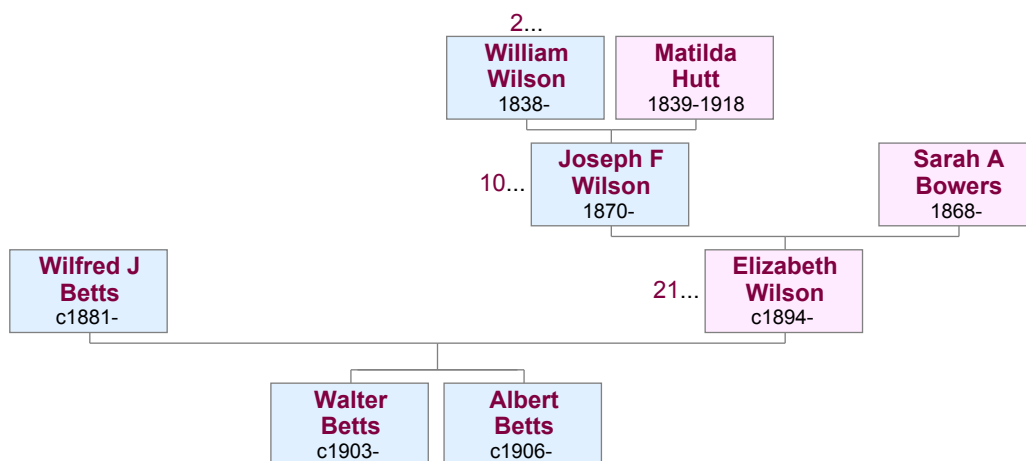 2...
William
Wilson
1838-
Matilda
Hutt
1839-1918
10...
Joseph F
Wilson
1870-
Sarah A
Bowers
1868-
Wilfred J
Betts
c1881-
21...
Elizabeth
Wilson
c1894-
Walter
Betts
c1903-
Albert
Betts
c1906-